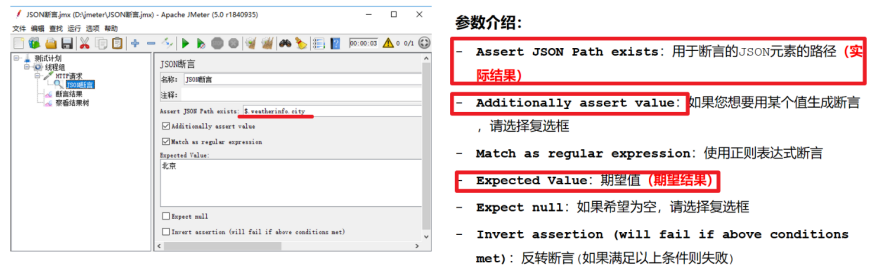 JSON断言.jmx (D:\jmeter\JSON断言.jmx) - Apache JMeter (5.0 r1840935)
文件 编辑 查找 运行 选项 帮助
00:00:03 0 0/1
测试计划
线程组
HTTP请求
JSON断言
断言结果
察看结果树
JSON断言
名称: JSON断言
注释:
Assert JSON Path exists: $.weatherinfo.city
Additionally assert value
Match as regular expression
Expected Value:
北京
Expect null
Invert assertion (will fail if above conditions met)
参数介绍:
- Assert JSON Path exists: 用于断言的JSON元素的路径 (实
际结果)
- Additionally assert value: 如果您想要用某个值生成断言
, 请选择复选框
- Match as regular expression: 使用正则表达式断言
- Expected Value: 期望值 (期望结果)
- Expect null: 如果希望为空, 请选择复选框
- Invert assertion (will fail if above conditions
met): 反转断言(如果满足以上条件则失败)